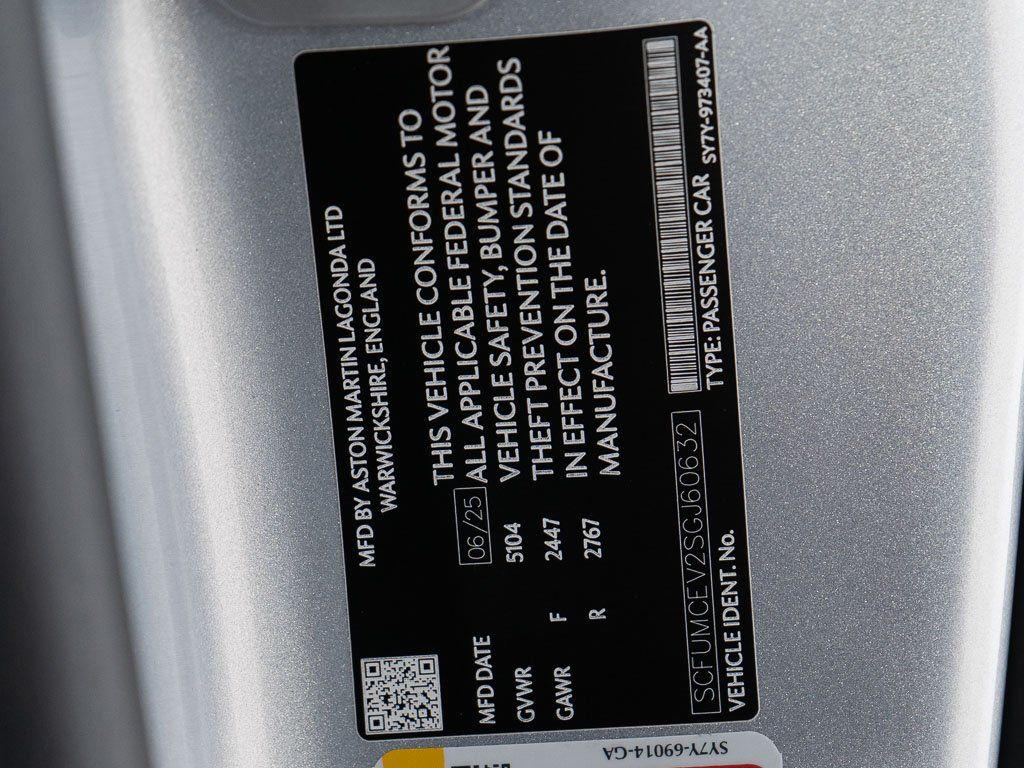 MFD BY ASTON MARTIN LAGONDA LTD
WARWICKSHIRE, ENGLAND
MFD DATE 06/25
GVWR 5104
GAWR F 2447
R 2767
THIS VEHICLE CONFORMS TO
ALL APPLICABLE FEDERAL MOTOR
VEHICLE SAFETY, BUMPER AND
THEFT PREVENTION STANDARDS
IN EFFECT ON THE DATE OF
MANUFACTURE.
SCFUMCEV2SGJ60632
VEHICLE IDENT. No.
TYPE: PASSENGER CAR SY7Y-973407-AA
SY7Y-69014-GA